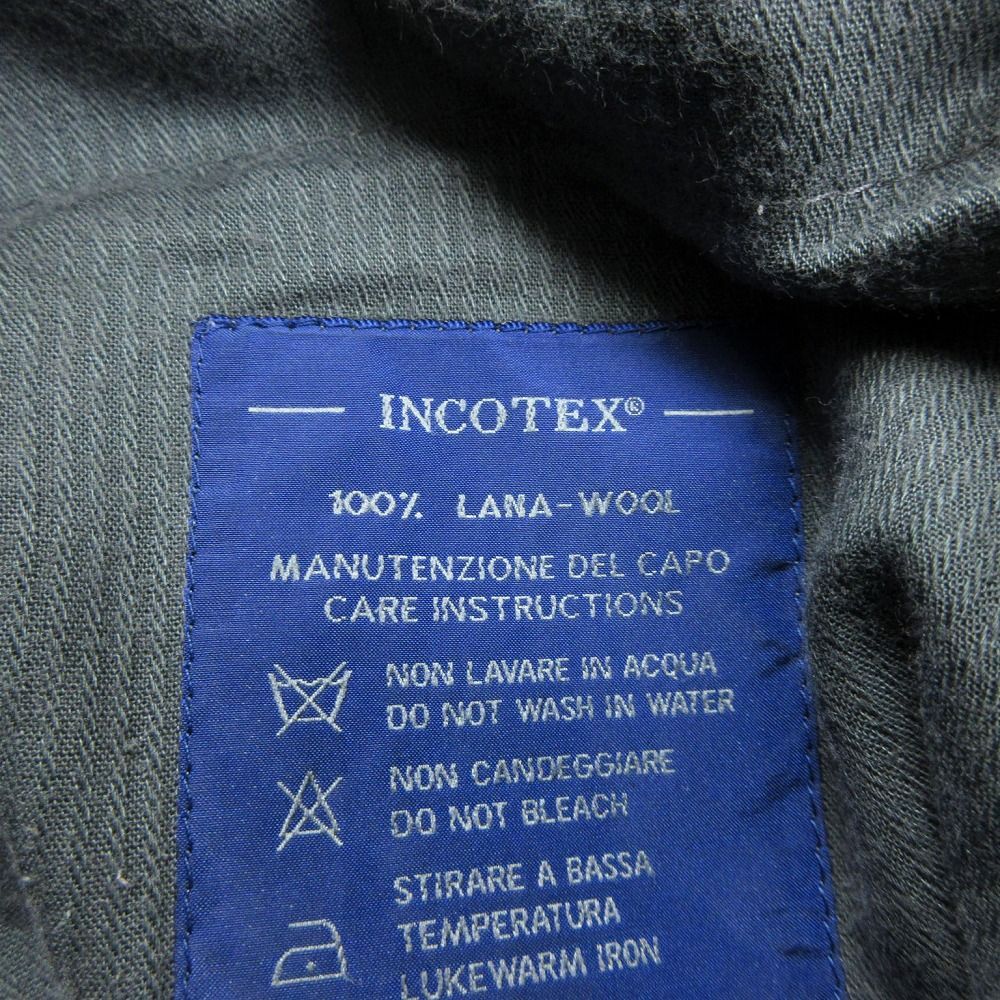 INCOTEX®
100% LANA-WOOL
MANUTENZIONE DEL CAPO
CARE INSTRUCTIONS
NON LAVARE IN ACQUA
DO NOT WASH IN WATER
NON CANDEGGIARE
DO NOT BLEACH
STIRARE A BASSA
TEMPERATURA
LUKEWARM IRON